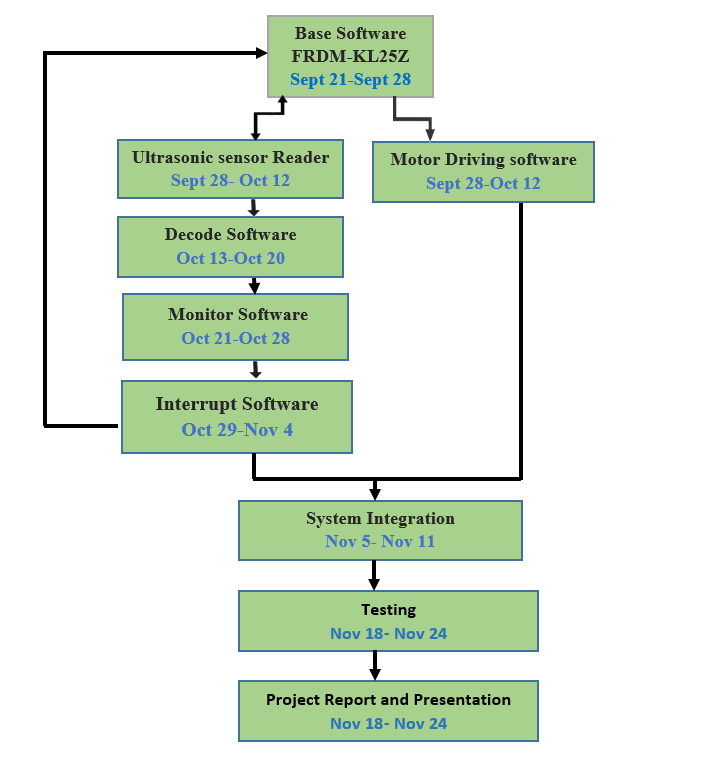 Base Software
FRDM-KL25Z
Sept 21-Sept 28
Ultrasonic sensor Reader
Sept 28- Oct 12
Motor Driving software
Sept 28-Oct 12
Decode Software
Oct 13-Oct 20
Monitor Software
Oct 21-Oct 28
Interrupt Software
Oct 29-Nov 4
System Integration
Nov 5- Nov 11
Testing
Nov 18- Nov 24
Project Report and Presentation
Nov 18- Nov 24